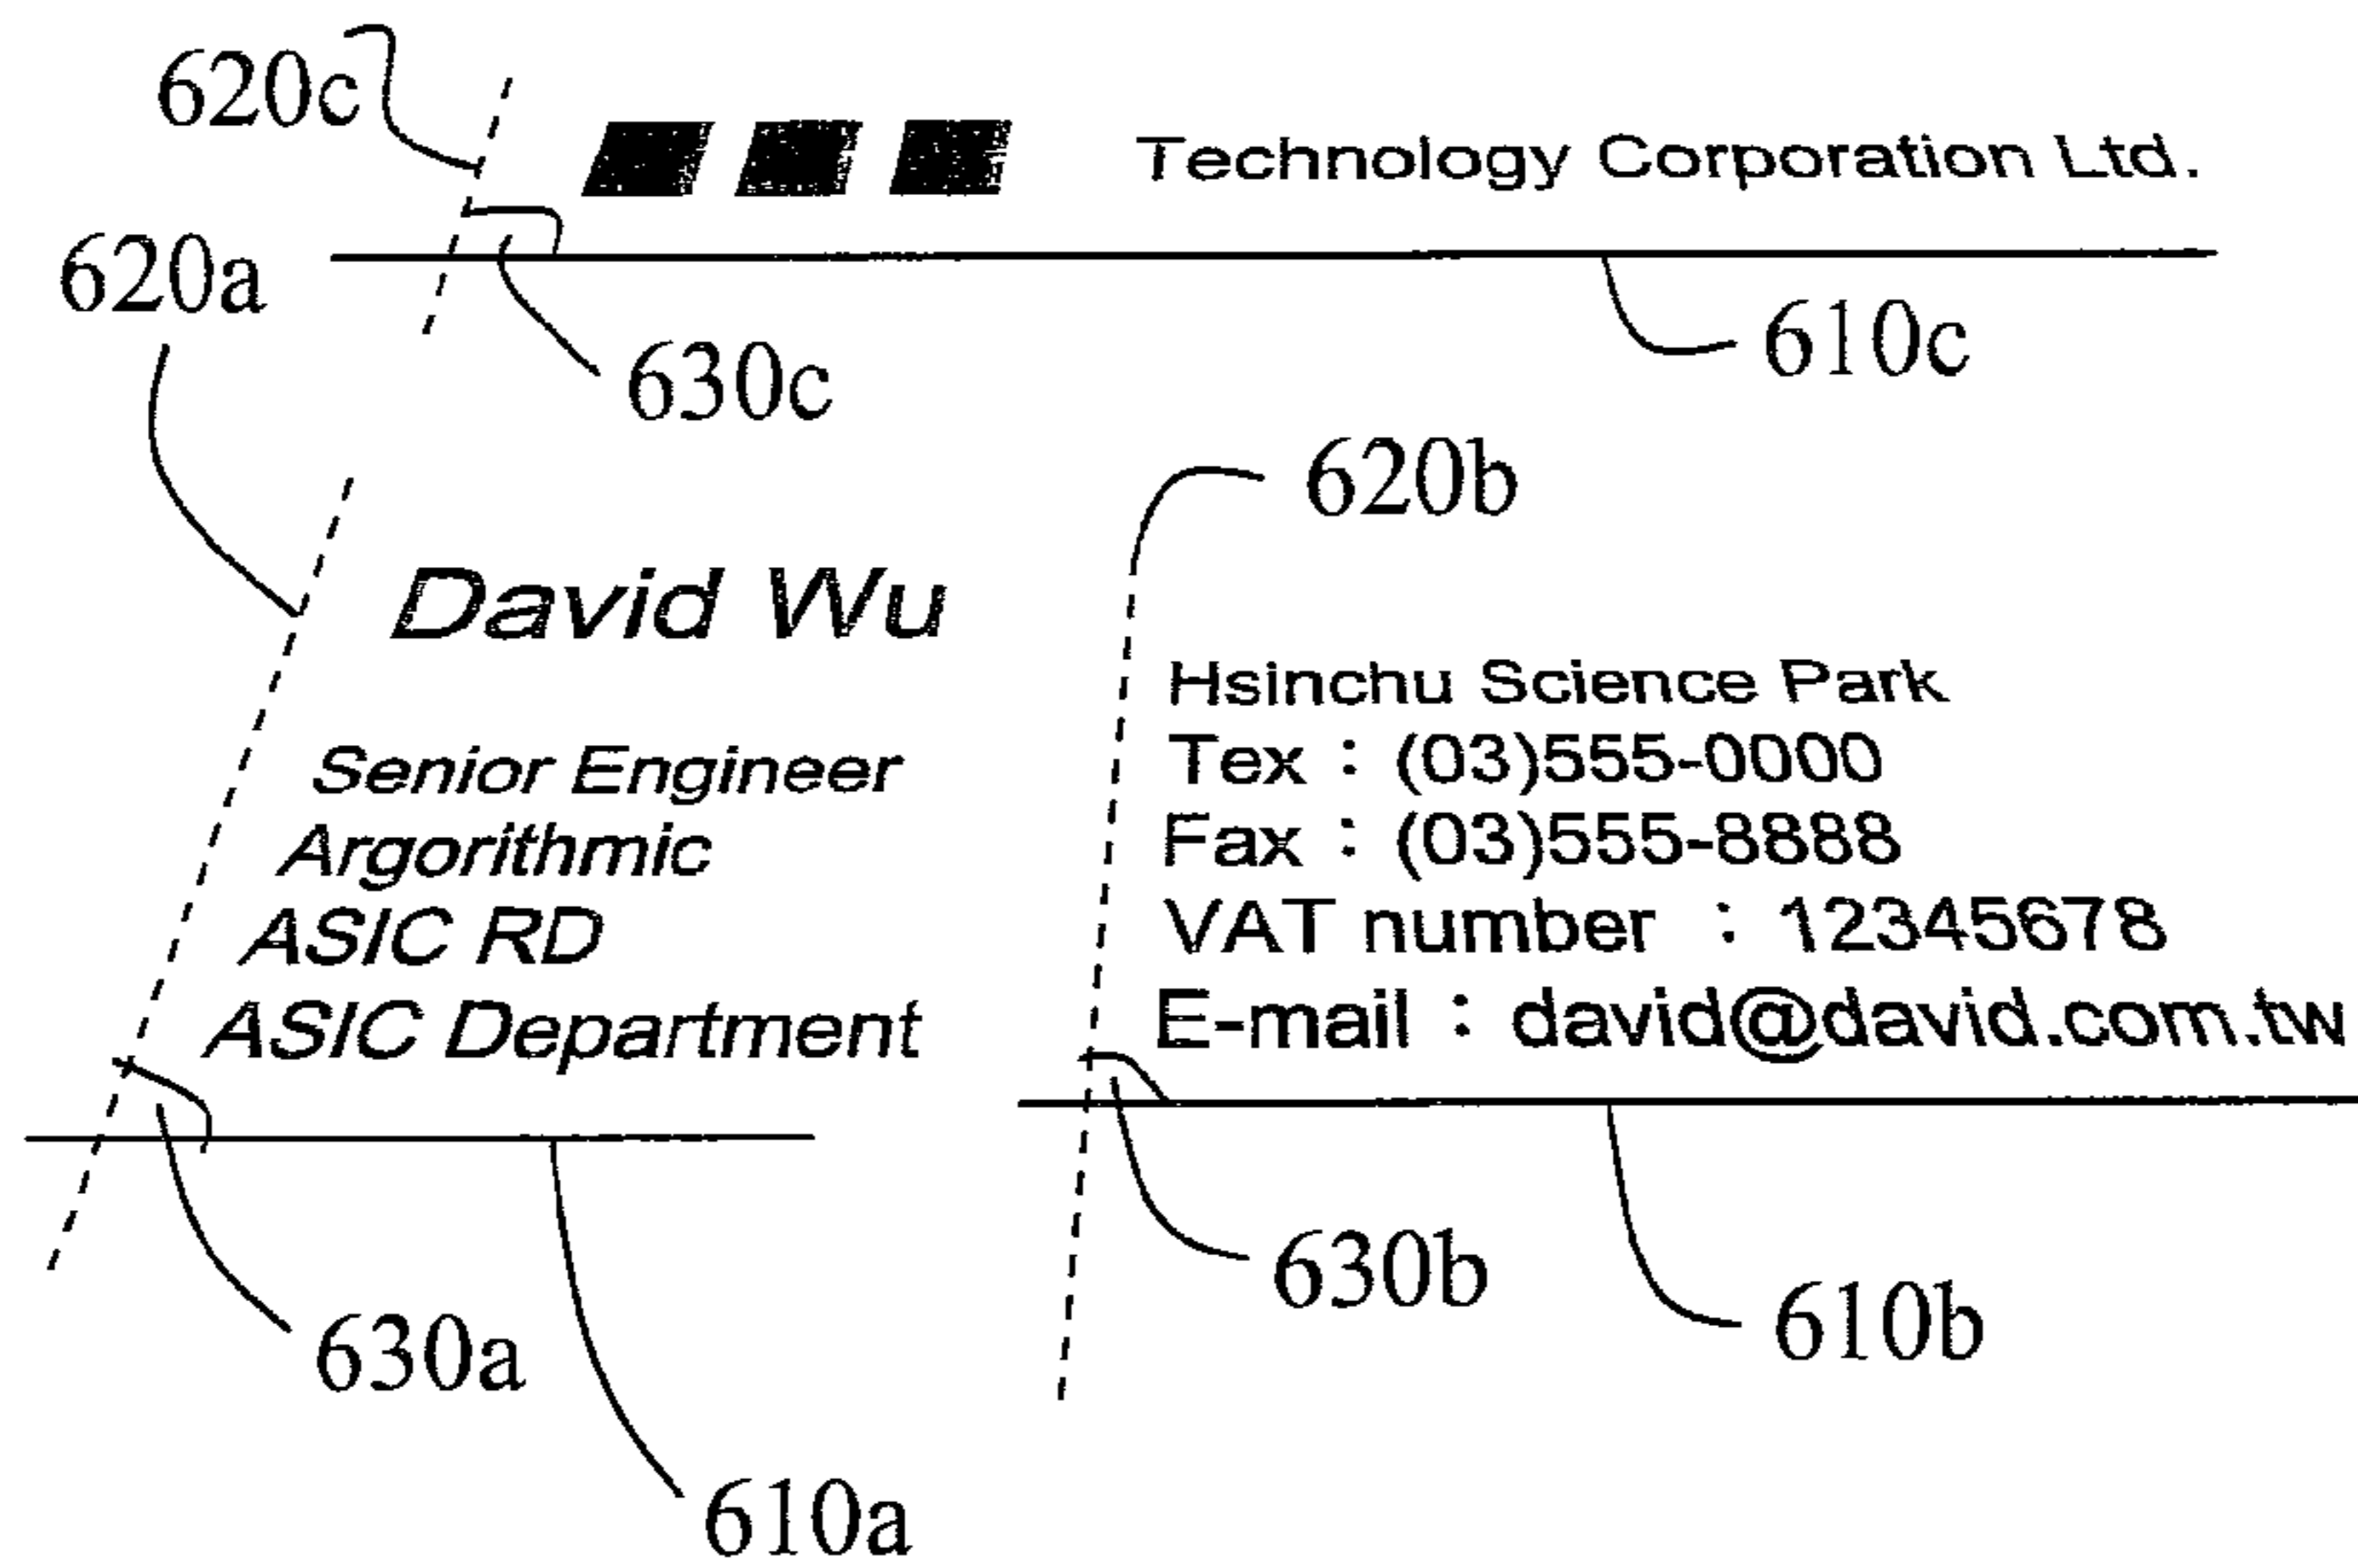 620c
Technology Corporation Ltd.
620a
610c
630c
620b
David Wu
Hsinchu Science Park
Senior Engineer
Tex : (03)555-0000
Argorithmic
Fax : (03)555-8888
ASIC RD
VAT number : 12345678
ASIC Department
E-mail : david@david.com.tw
630b
610b
630a
610a